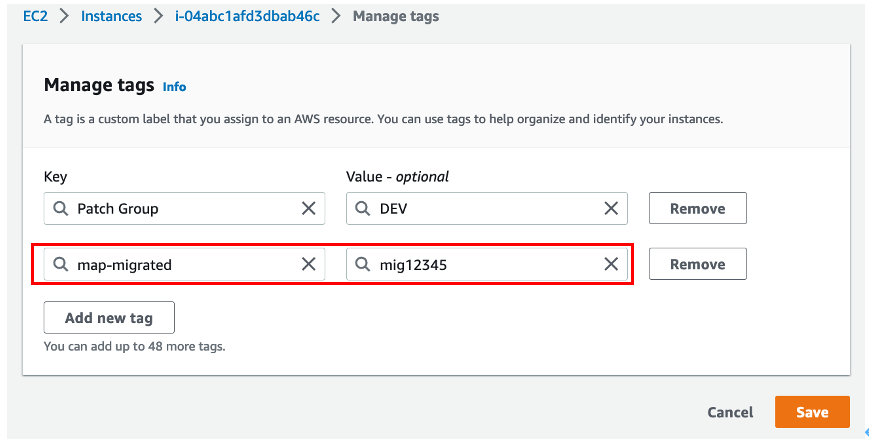 EC2 > Instances > i-04abc1afd3dbab46c > Manage tags
Manage tags Info
A tag is a custom label that you assign to an AWS resource. You can use tags to help organize and identify your instances.
Key Value - optional
Patch Group DEV Remove
map-migrated mig12345 Remove
Add new tag
You can add up to 48 more tags.
Cancel Save